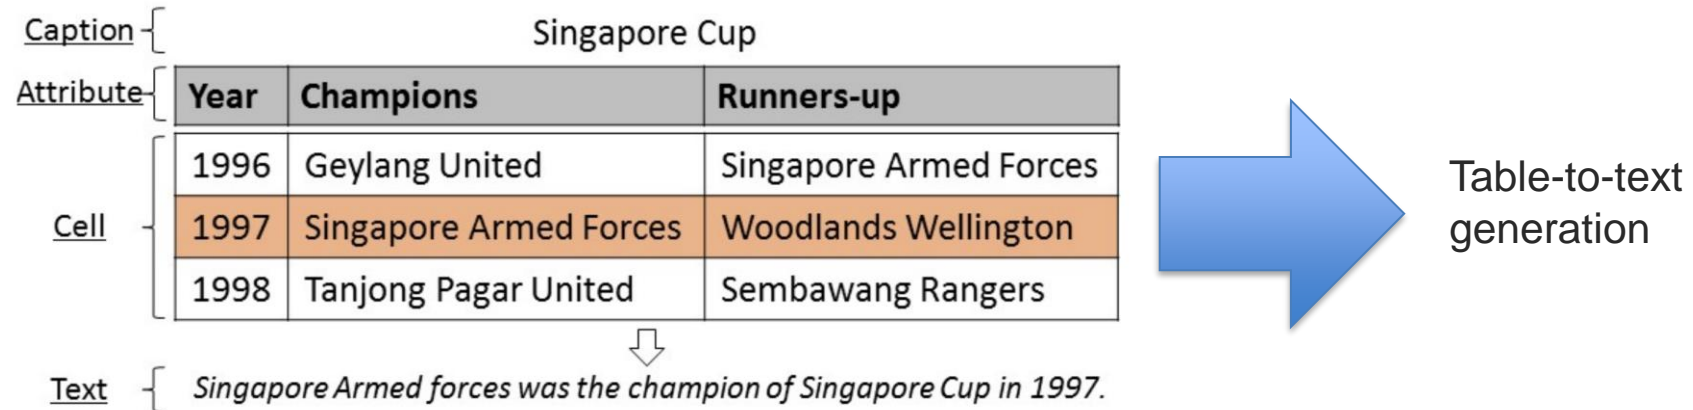 Caption
Singapore Cup
Attribute
Year Champions Runners-up
1996 Geylang United Singapore Armed Forces
Cell
1997 Singapore Armed Forces Woodlands Wellington
1998 Tanjong Pagar United Sembawang Rangers
Text
Singapore Armed forces was the champion of Singapore Cup in 1997.
Table-to-text
generation